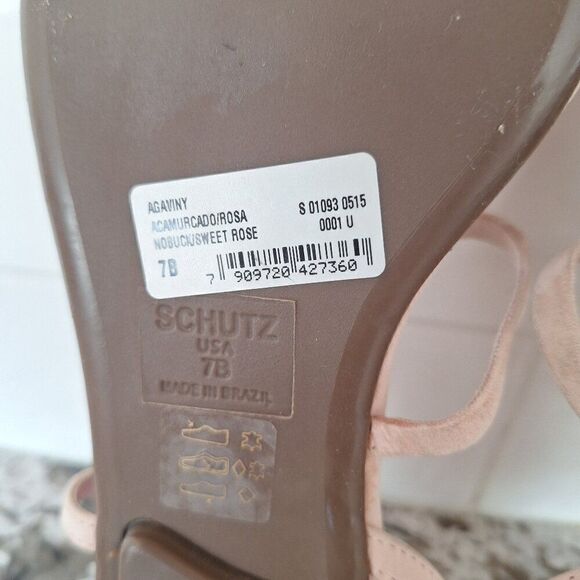 AGAVINY
ACAMURCADO/ROSA S 01093 0515
NOBUCK/SWEET ROSE 0001 U
7B
7 909720 427360
SCHUTZ
USA
7B
MADE IN BRAZIL